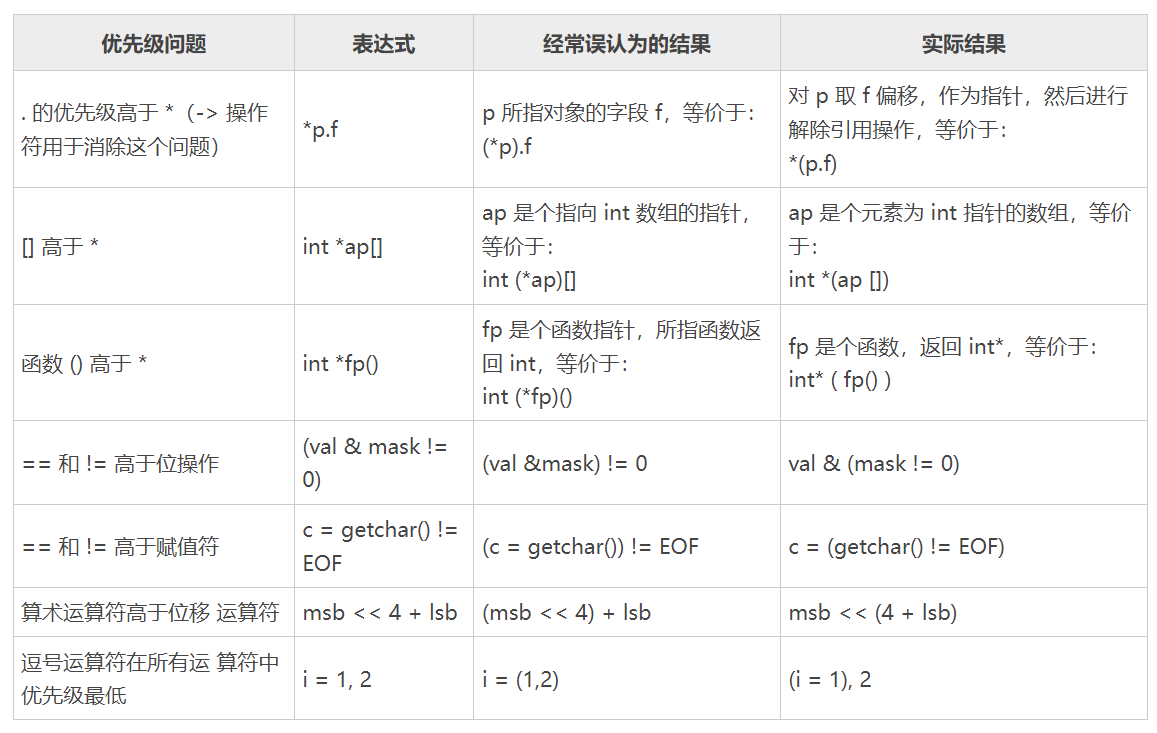 优先级问题
表达式
经常误认为的结果
实际结果
. 的优先级高于 *（-> 操作
符用于消除这个问题）
*p.f
p 所指对象的字段 f，等价于：
(*p).f
对 p 取 f 偏移，作为指针，然后进行
解除引用操作，等价于：
*(p.f)
[] 高于 *
int *ap[]
ap 是个指向 int 数组的指针，
等价于：
int (*ap)[]
ap 是个元素为 int 指针的数组，等价
于：
int *(ap [])
函数 () 高于 *
int *fp()
fp 是个函数指针，所指函数返
回 int，等价于：
int (*fp)()
fp 是个函数，返回 int*，等价于：
int* ( fp() )
== 和 != 高于位操作
(val & mask !=
0)
(val &mask) != 0
val & (mask != 0)
== 和 != 高于赋值符
c = getchar() !=
EOF
(c = getchar()) != EOF
c = (getchar() != EOF)
算术运算符高于位移 运算符
msb << 4 + lsb
(msb << 4) + lsb
msb << (4 + lsb)
逗号运算符在所有运 算符中
优先级最低
i = 1, 2
i = (1,2)
(i = 1), 2